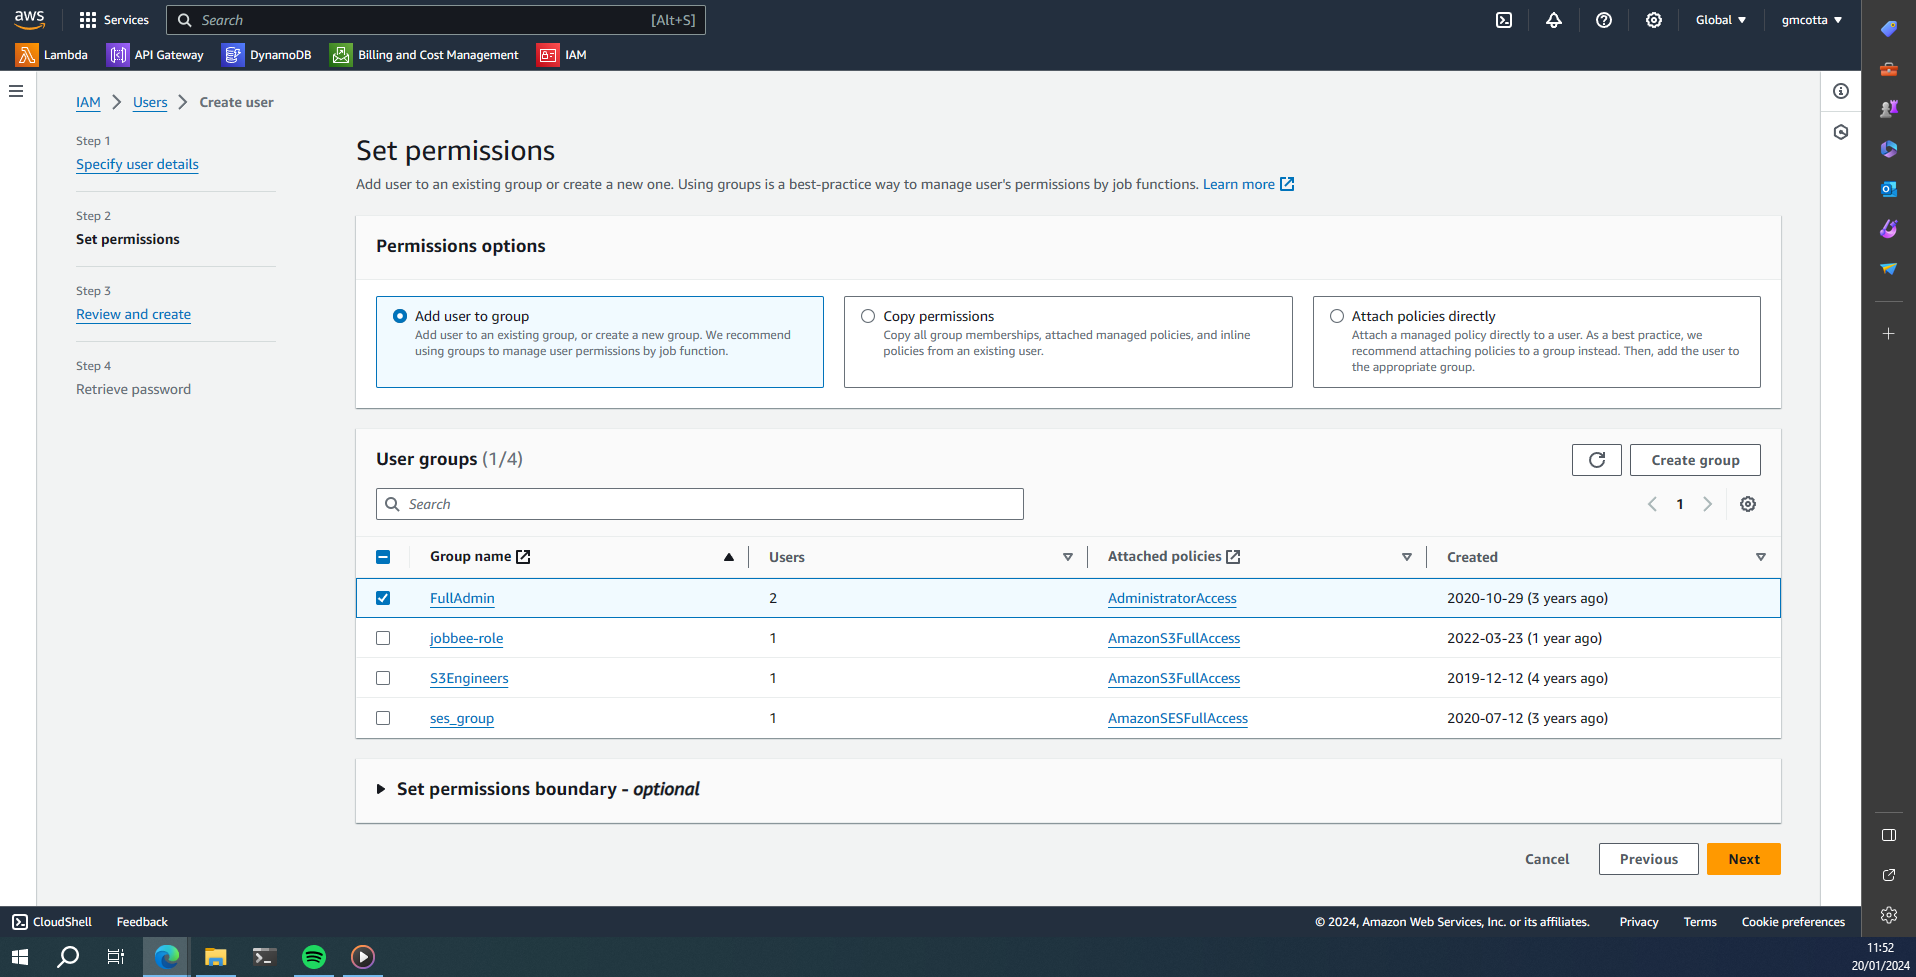 aws
Services
Search
[Alt+S]
Global
gmcotta
Lambda
API Gateway
DynamoDB
Billing and Cost Management
IAM
IAM
Users
Create user
Step 1
Specify user details
Step 2
Set permissions
Step 3
Review and create
Step 4
Retrieve password
Set permissions
Add user to an existing group or create a new one. Using groups is a best-practice way to manage user's permissions by job functions. Learn more
Permissions options
Add user to group
Add user to an existing group, or create a new group. We recommend
using groups to manage user permissions by job function.
Copy permissions
Copy all group memberships, attached managed policies, and inline
policies from an existing user.
Attach policies directly
Attach a managed policy directly to a user. As a best practice, we
recommend attaching policies to a group instead. Then, add the user to
the appropriate group.
User groups (1/4)
Create group
Search
1
Group name
Users
Attached policies
Created
FullAdmin
2
AdministratorAccess
2020-10-29 (3 years ago)
jobbee-role
1
AmazonS3FullAccess
2022-03-23 (1 year ago)
S3Engineers
1
AmazonS3FullAccess
2019-12-12 (4 years ago)
ses_group
1
AmazonSESFullAccess
2020-07-12 (3 years ago)
Set permissions boundary - optional
Cancel
Previous
Next
CloudShell
Feedback
© 2024, Amazon Web Services, Inc. or its affiliates.
Privacy
Terms
Cookie preferences
11:52
20/01/2024